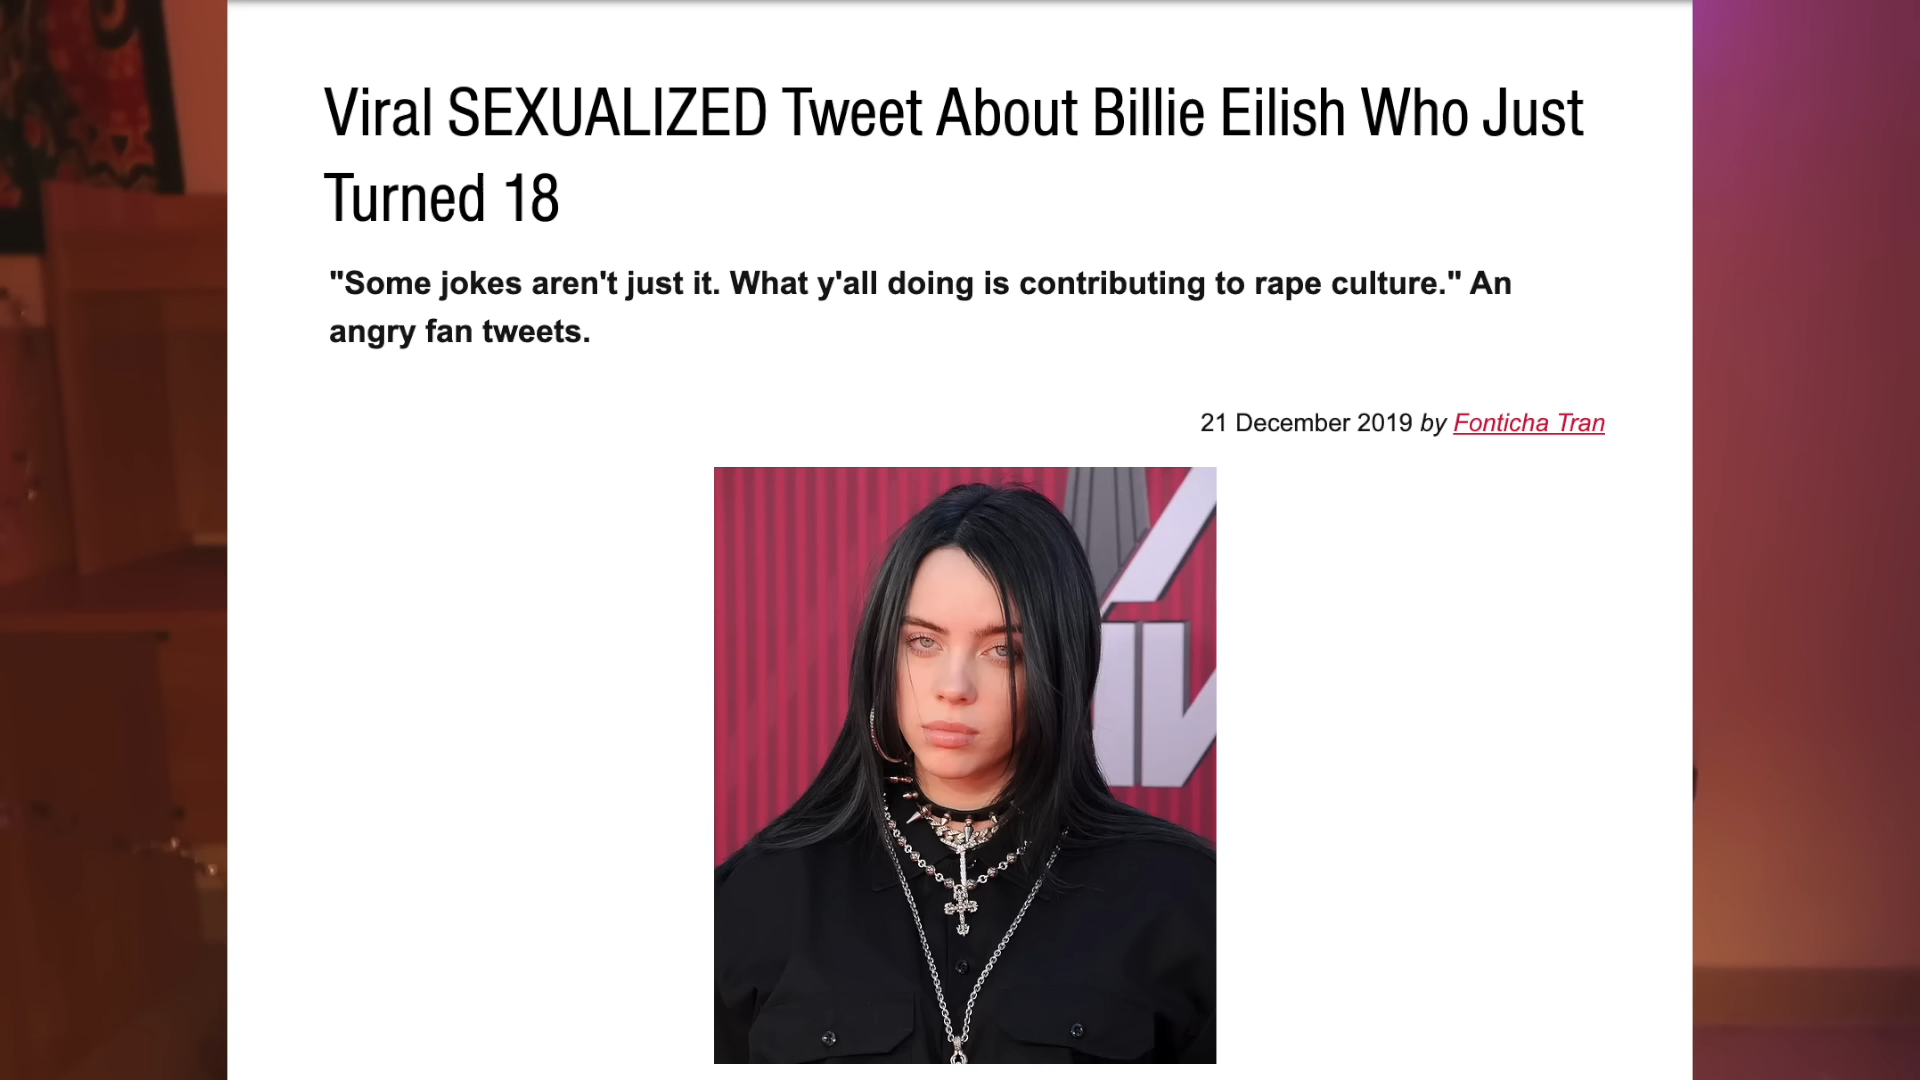 Viral SEXUALIZED Tweet About Billie Eilish Who Just
Turned 18
"Some jokes aren't just it. What y'all doing is contributing to rape culture." An
angry fan tweets.
21 December 2019 by Fonticha Tran